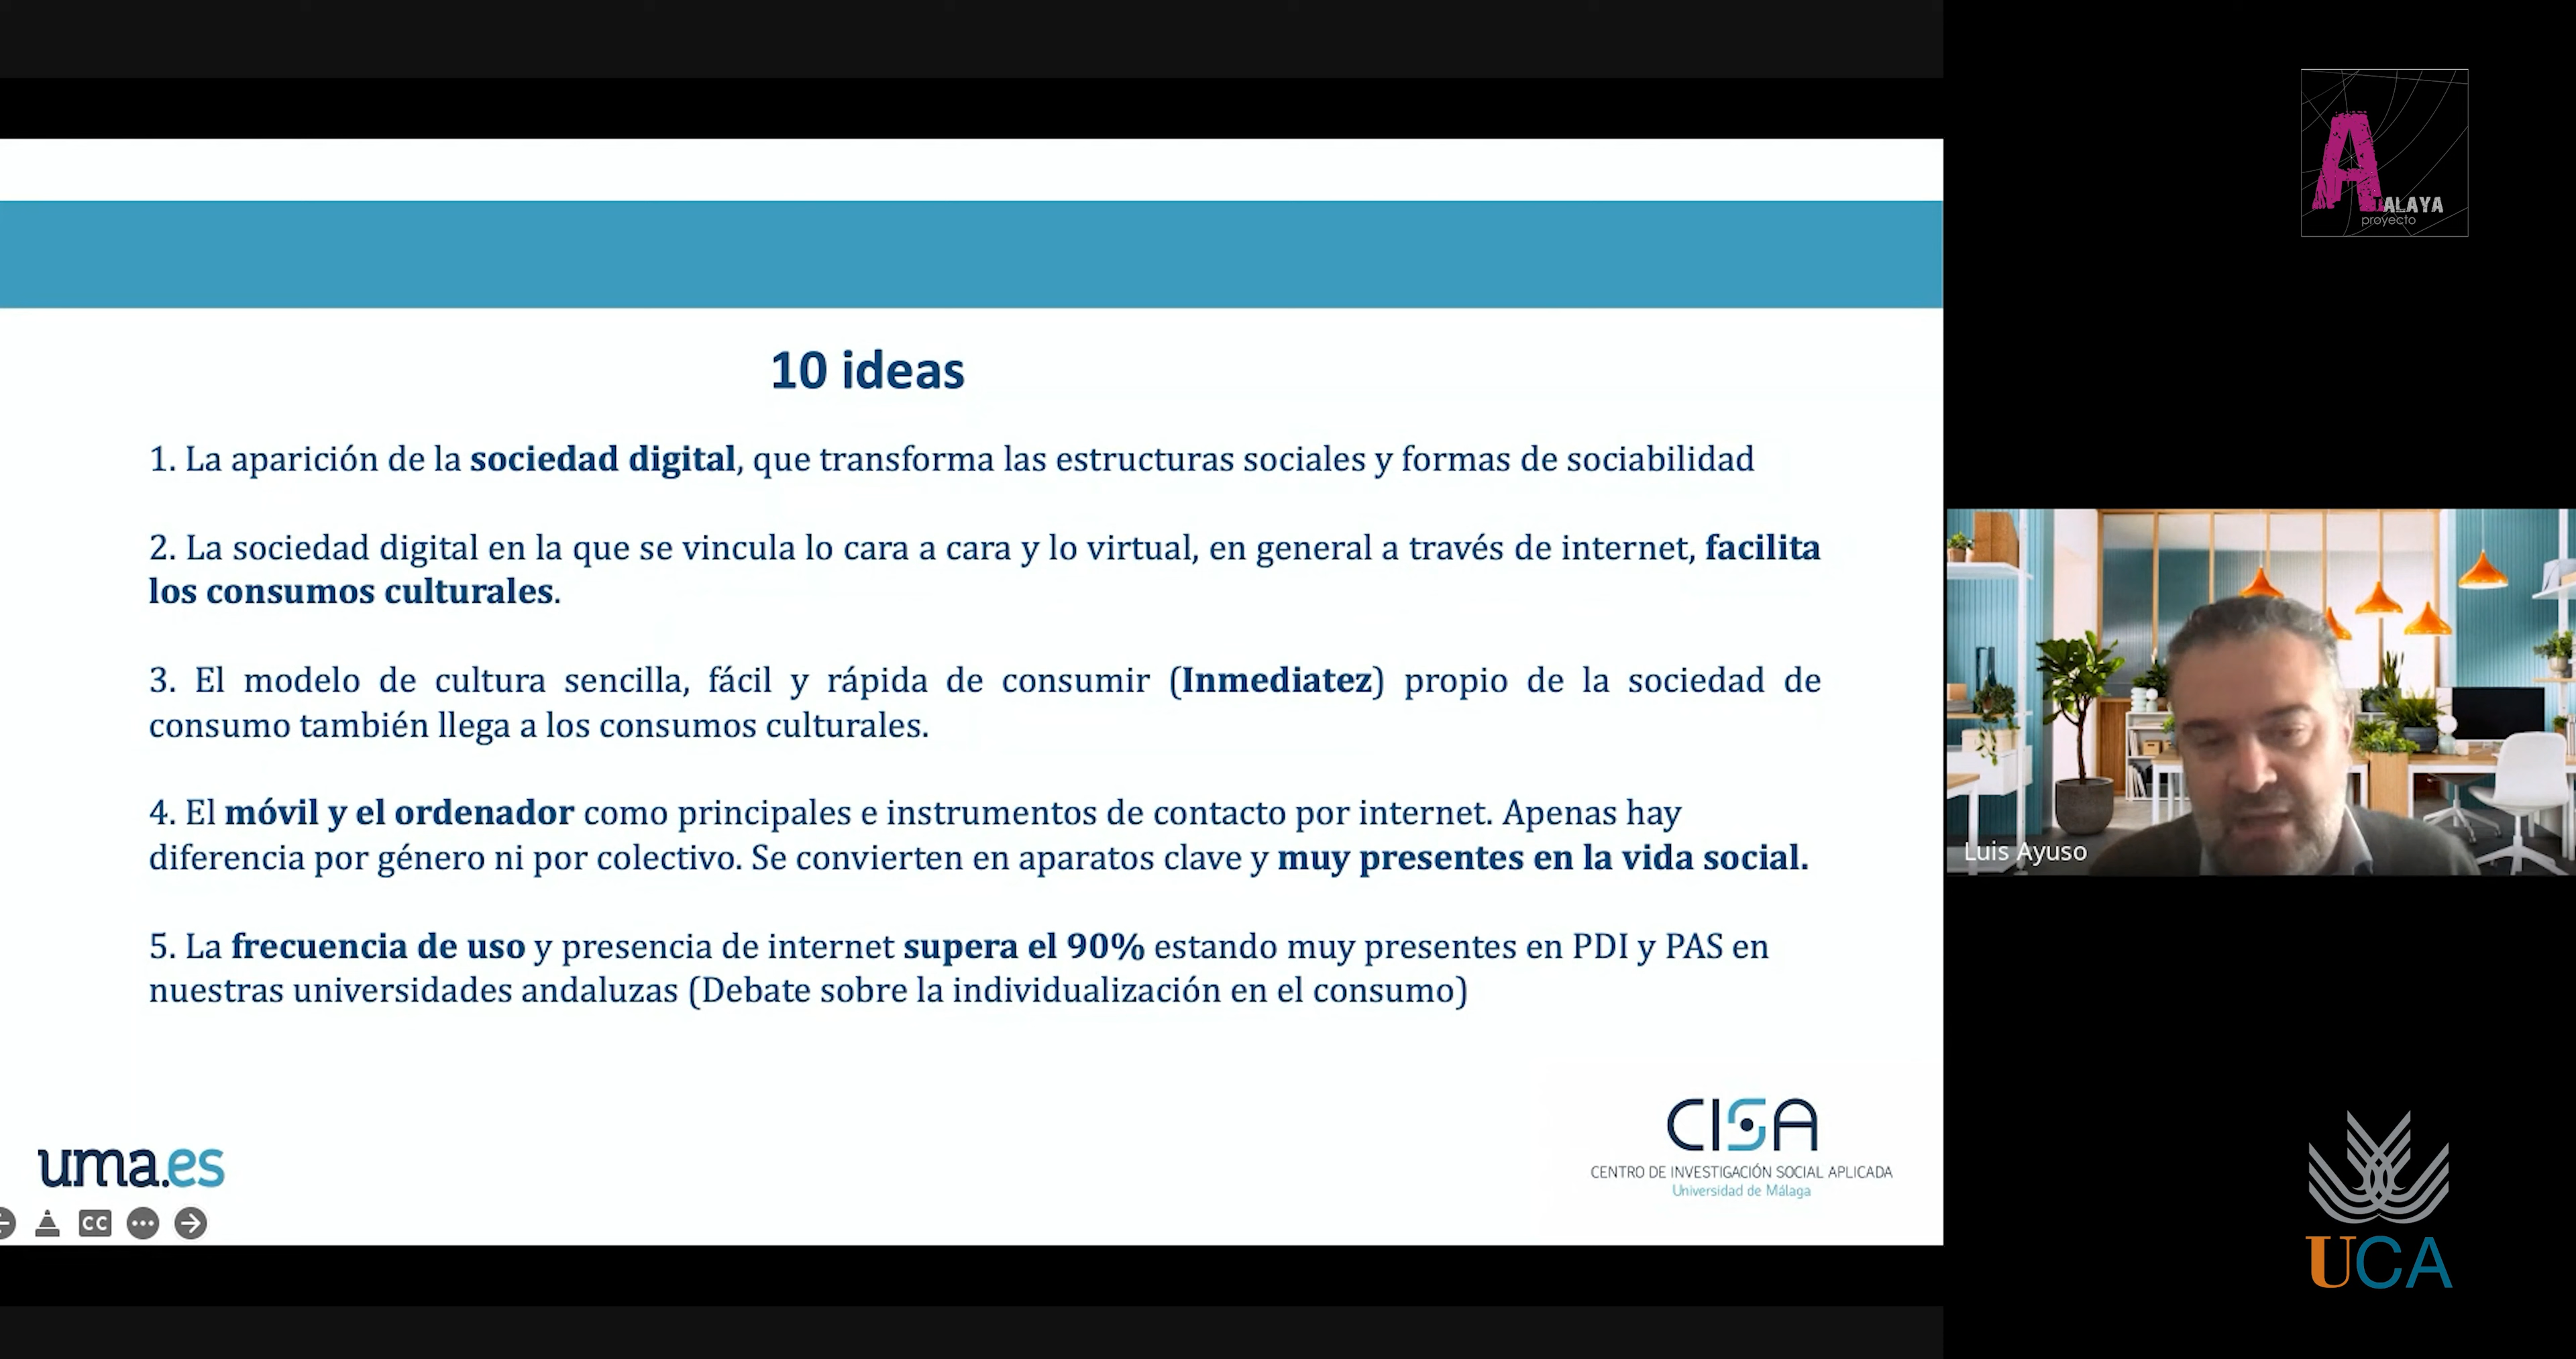 10 ideas
1. La aparición de la sociedad digital, que transforma las estructuras sociales y formas de sociabilidad
2. La sociedad digital en la que se vincula lo cara a cara y lo virtual, en general a través de internet, facilita
los consumos culturales.
3. El modelo de cultura sencilla, fácil y rápida de consumir (Inmediatez) propio de la sociedad de
consumo también llega a los consumos culturales.
4. El móvil y el ordenador como principales e instrumentos de contacto por internet. Apenas hay
diferencia por género ni por colectivo. Se convierten en aparatos clave y muy presentes en la vida social.
5. La frecuencia de uso y presencia de internet supera el 90% estando muy presentes en PDI y PAS en
nuestras universidades andaluzas (Debate sobre la individualización en el consumo)
uma.es
CISA
CENTRO DE INVESTIGACIÓN SOCIAL APLICADA
Universidad de Málaga
CC
A
ATALAYA
proyecto
Luis Ayuso
UCA